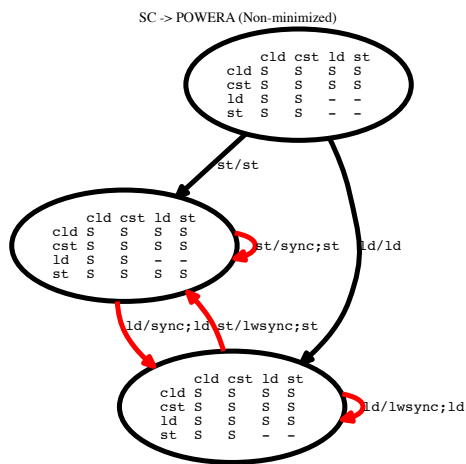 SC -> POWERA (Non-minimized)
cld cst ld st
cld S S S S
cst S S S S
ld S S - -
st S S - -
st/st
cld cst ld st
cld S S S S
cst S S S S
ld S S - -
st S S S S
st/sync;st
ld/ld
ld/sync;ld
st/lwsync;st
cld cst ld st
cld S S S S
cst S S S S
ld S S S S
st S S - -
ld/lwsync;ld